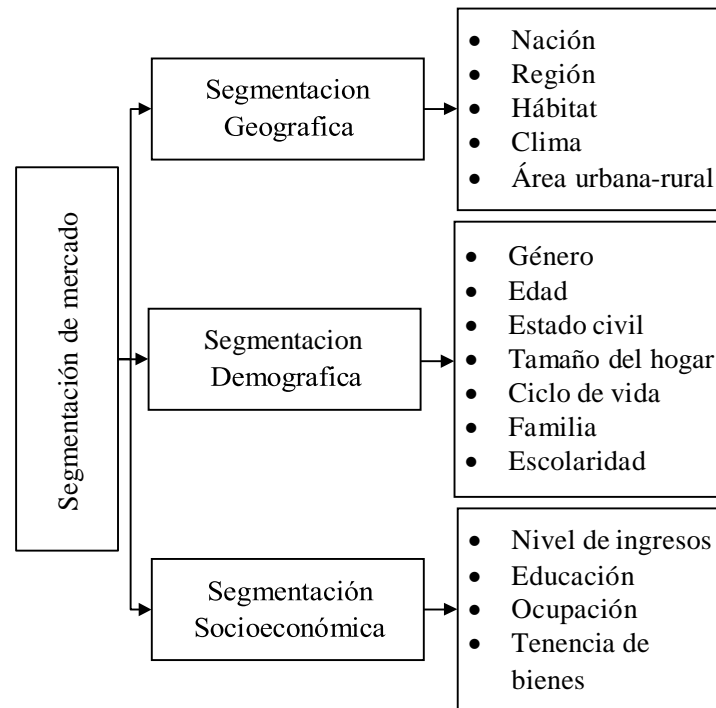 Segmentación de mercado
Segmentacion
Geografica
• Nación
• Región
• Hábitat
• Clima
• Área urbana-rural
Segmentacion
Demografica
• Género
• Edad
• Estado civil
• Tamaño del hogar
• Ciclo de vida
• Familia
• Escolaridad
Segmentación
Socioeconómica
• Nivel de ingresos
• Educación
• Ocupación
• Tenencia de
bienes